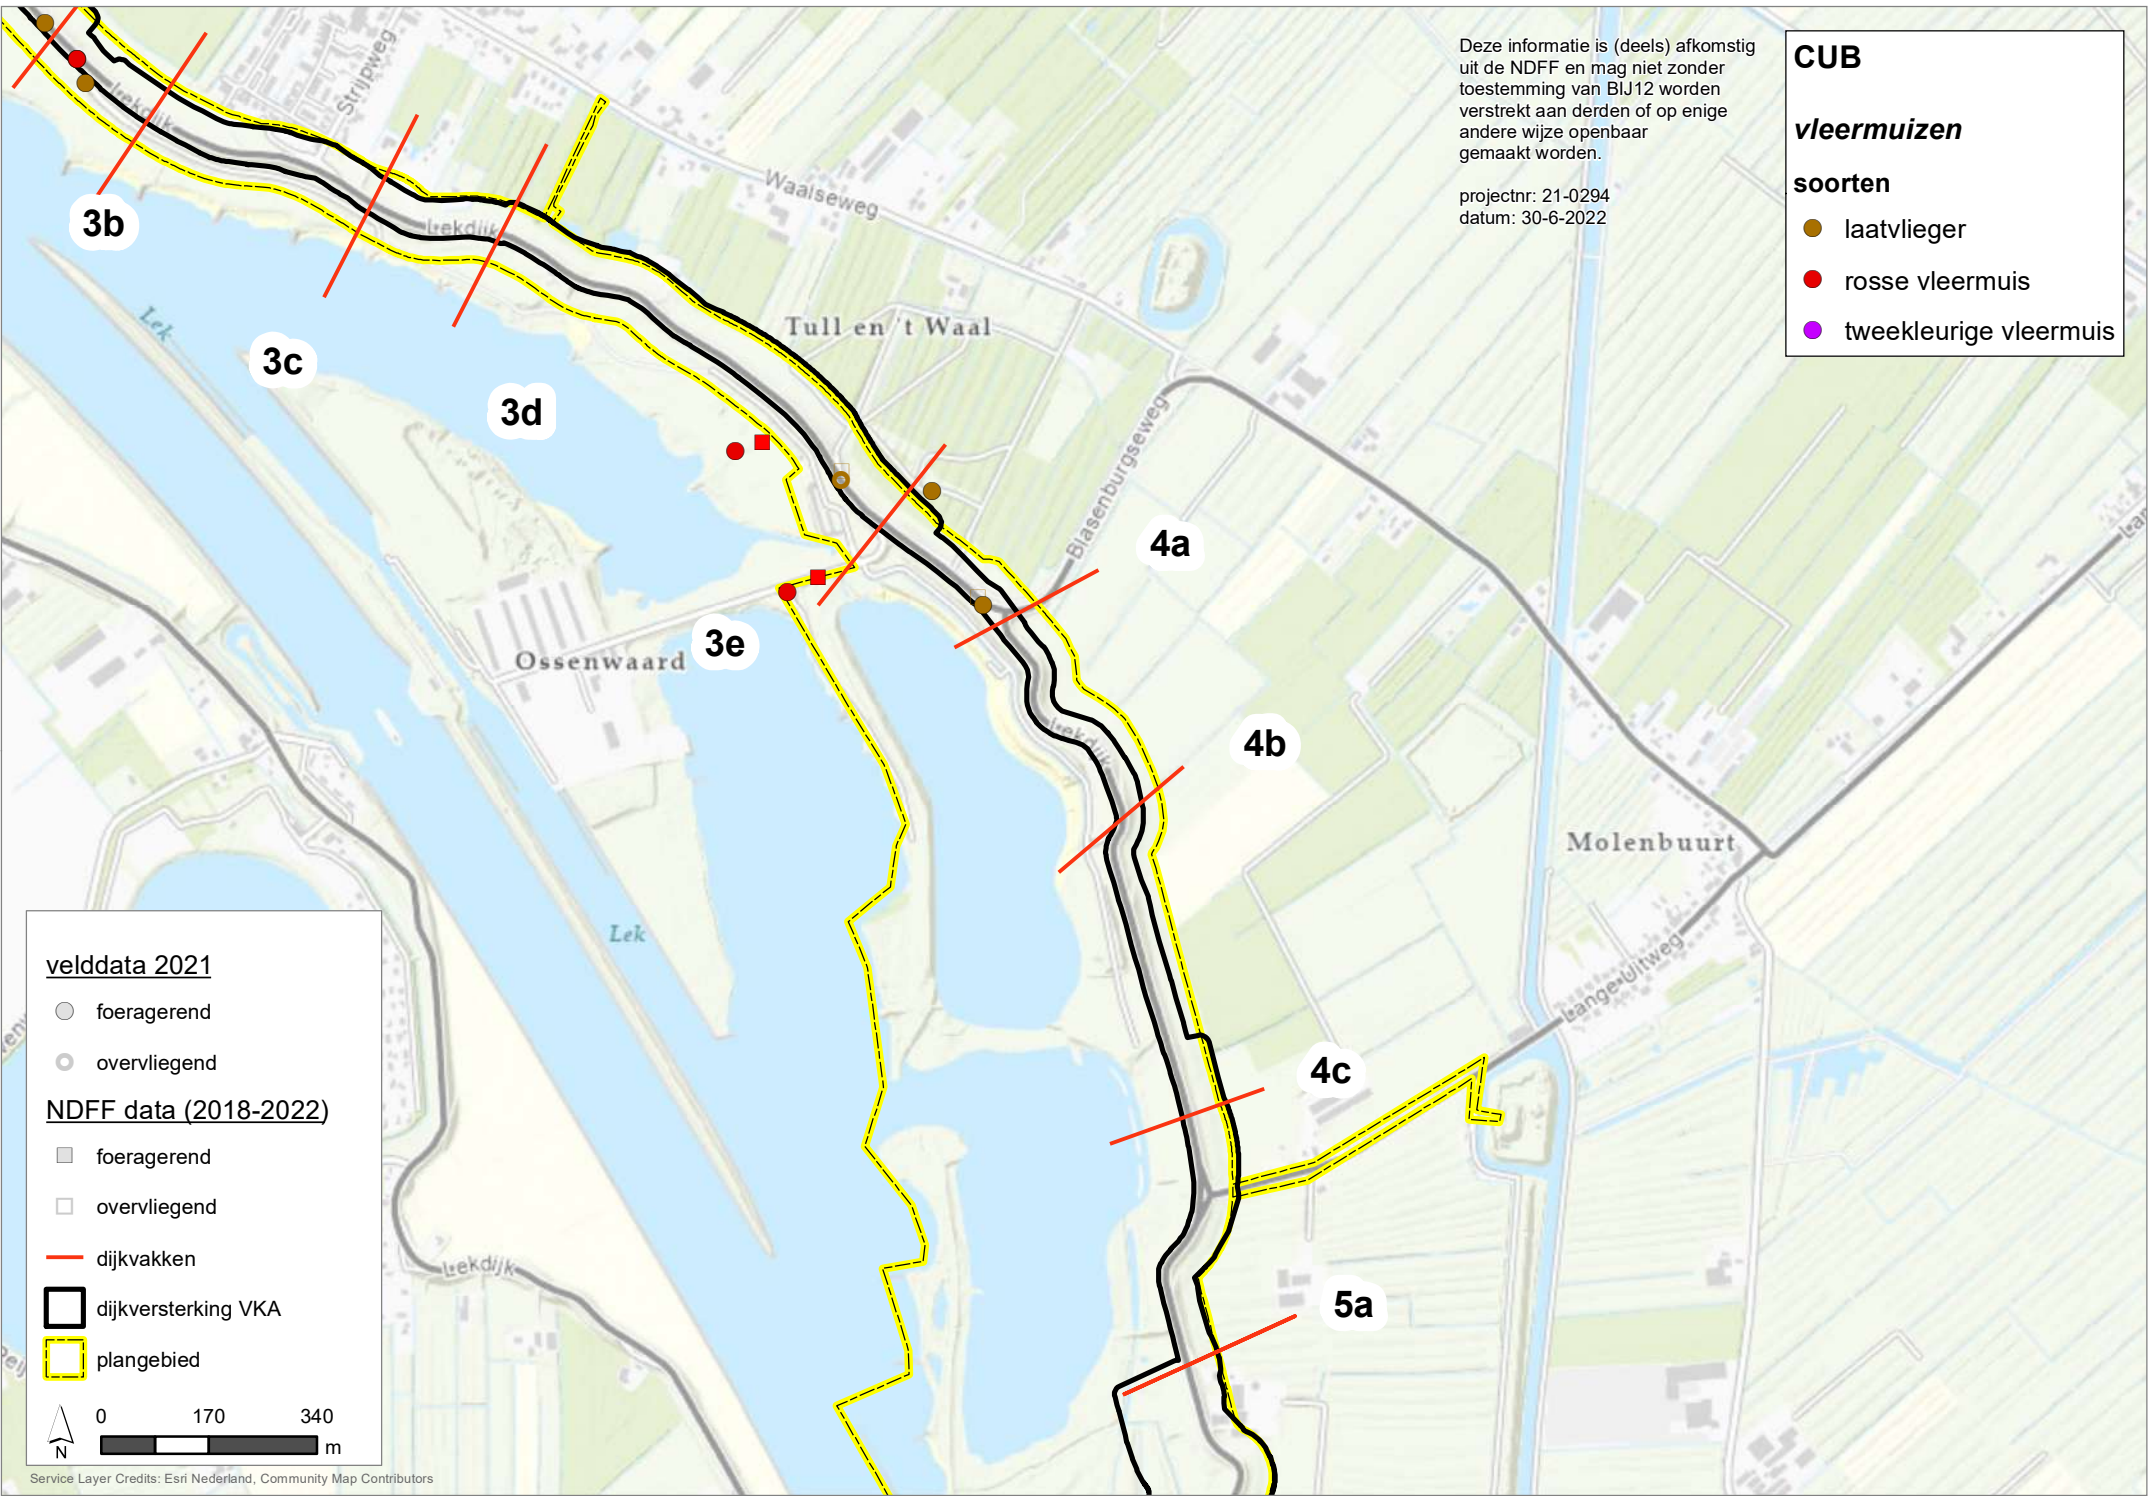 Deze informatie is (deels) afkomstig
uit de NDFF en mag niet zonder
toestemming van BIJ12 worden
verstrekt aan derden of op enige
andere wijze openbaar
gemaakt worden.
projectnr: 21-0294
datum: 30-6-2022
CUB
vleermuizen
soorten
laatvlieger
rosse vleermuis
tweekleurige vleermuis
Strijpweg
Lekdijk
3b
Lekdijk
Waalseweg
Lek
3c
Tull en 't Waal
3d
Blasenburgseweg
4a
3e
Ossenwaard
Lekdijk
4b
Molenbuurt
Lek
Lange Uitweg
4c
Lekdijk
5a
velddata 2021
foeragerend
overvliegend
NDFF data (2018-2022)
foeragerend
overvliegend
dijkvakken
dijkversterking VKA
plangebied
0 170 340
m
N
Service Layer Credits: Esri Nederland, Community Map Contributors